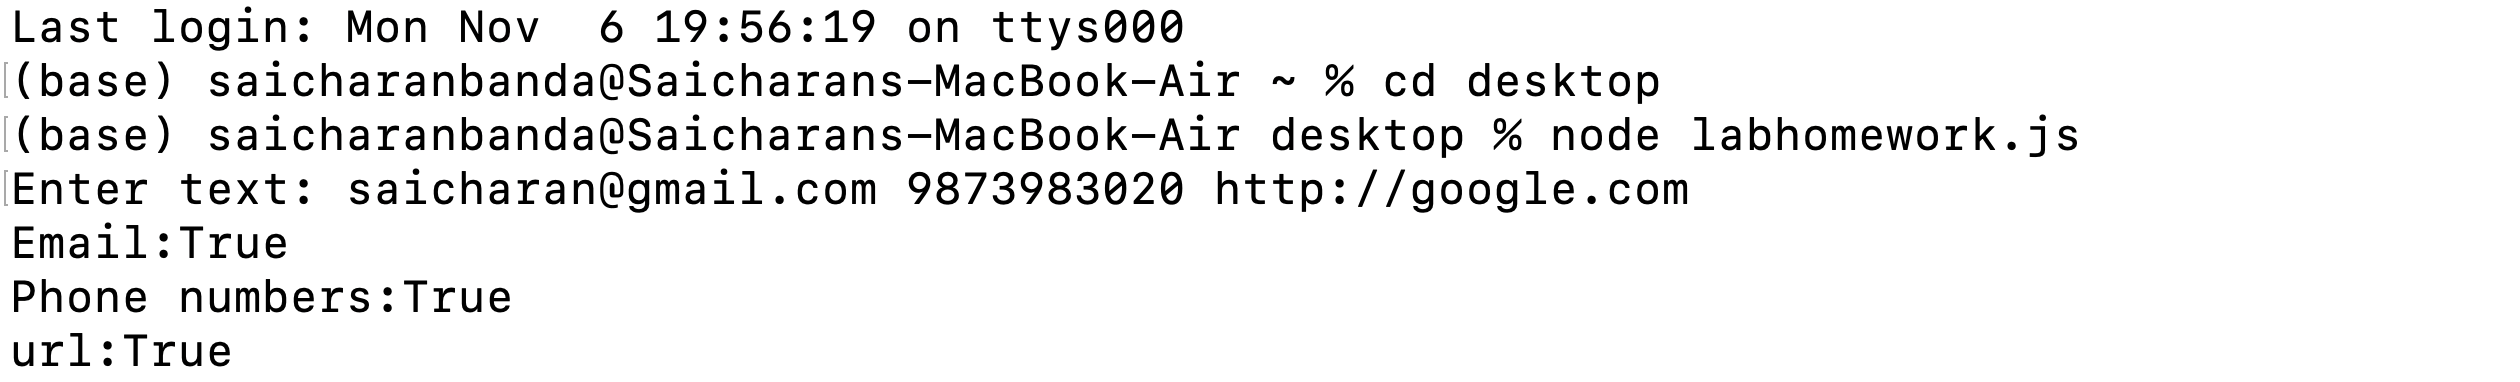 Last login: Mon Nov  6 19:56:19 on ttys000
(base) saicharanbanda@Saicharans-MacBook-Air ~ % cd desktop
(base) saicharanbanda@Saicharans-MacBook-Air desktop % node labhomework.js
Enter text: saicharan@gmail.com 9873983020 http://google.com
Email:True
Phone numbers:True
url:True